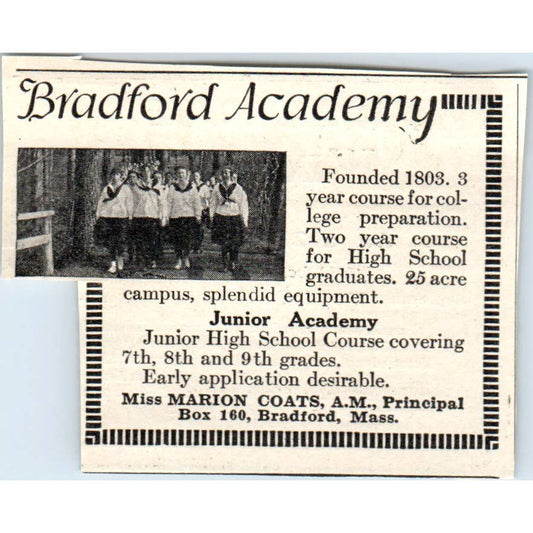 Bradford Academy
Founded 1803. 3
year course for col-
lege preparation.
Two year course
for High School
graduates. 25 acre
campus, splendid equipment.
Junior Academy
Junior High School Course covering
7th, 8th and 9th grades.
Early application desirable.
Miss MARION COATS, A.M., Principal
Box 160, Bradford, Mass.